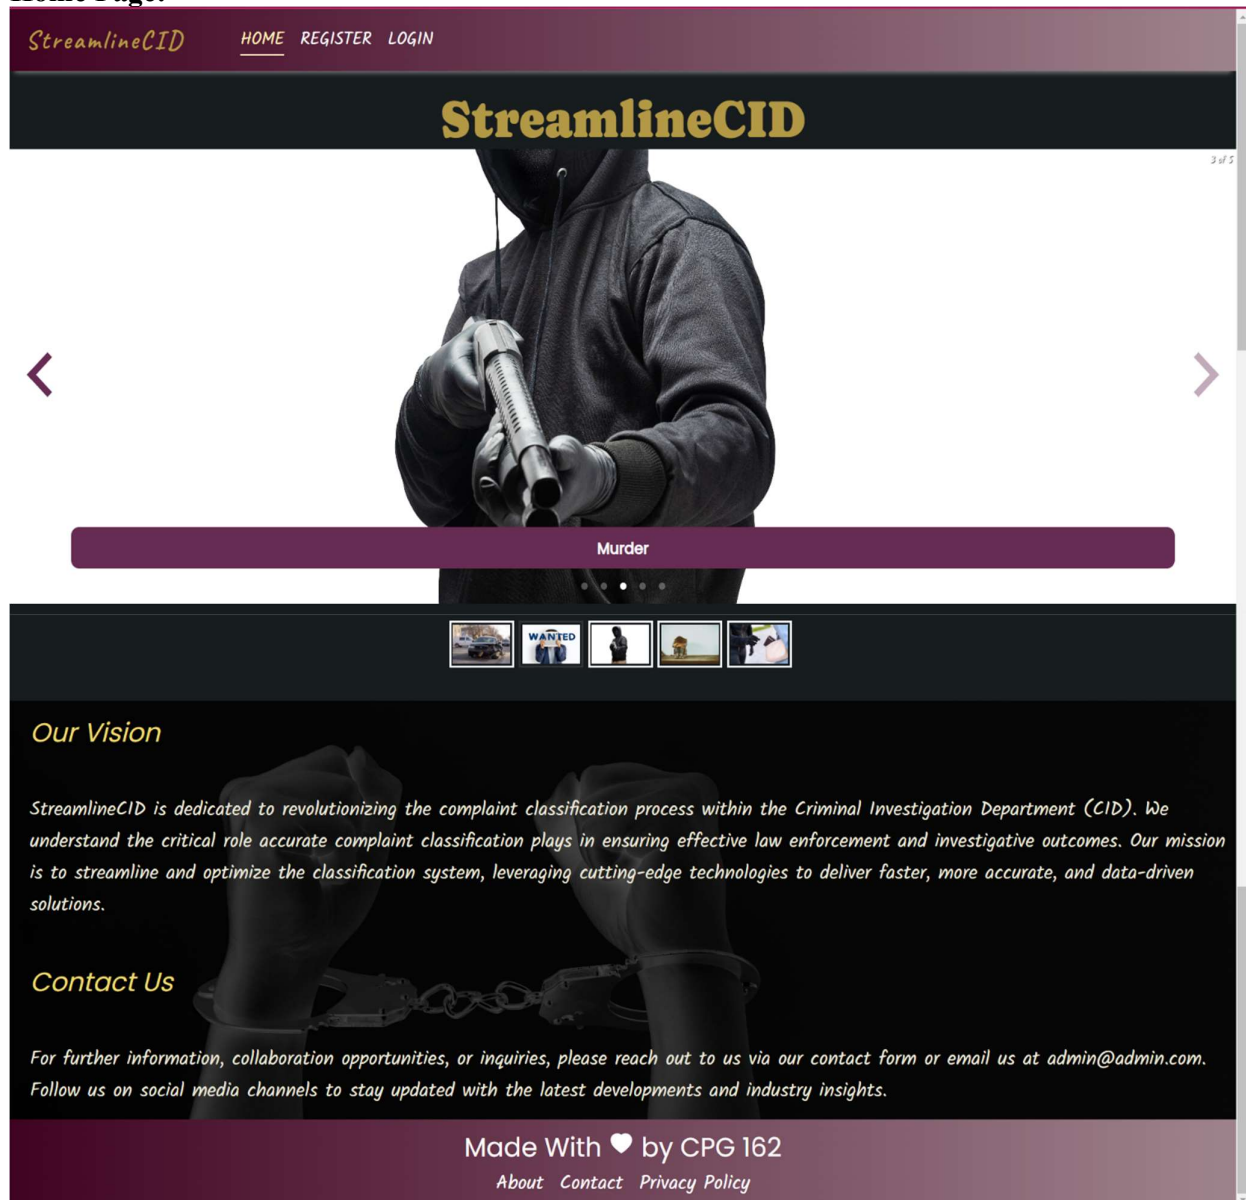 Home Page:
StreamlineCID HOME REGISTER LOGIN
StreamlineCID
3 of 5
Murder
WANTED
Our Vision
StreamlineCID is dedicated to revolutionizing the complaint classification process within the Criminal Investigation Department (CID). We
understand the critical role accurate complaint classification plays in ensuring effective law enforcement and investigative outcomes. Our mission
is to streamline and optimize the classification system, leveraging cutting-edge technologies to deliver faster, more accurate, and data-driven
solutions.
Contact Us
For further information, collaboration opportunities, or inquiries, please reach out to us via our contact form or email us at admin@admin.com.
Follow us on social media channels to stay updated with the latest developments and industry insights.
Made With by CPG 162
About Contact Privacy Policy